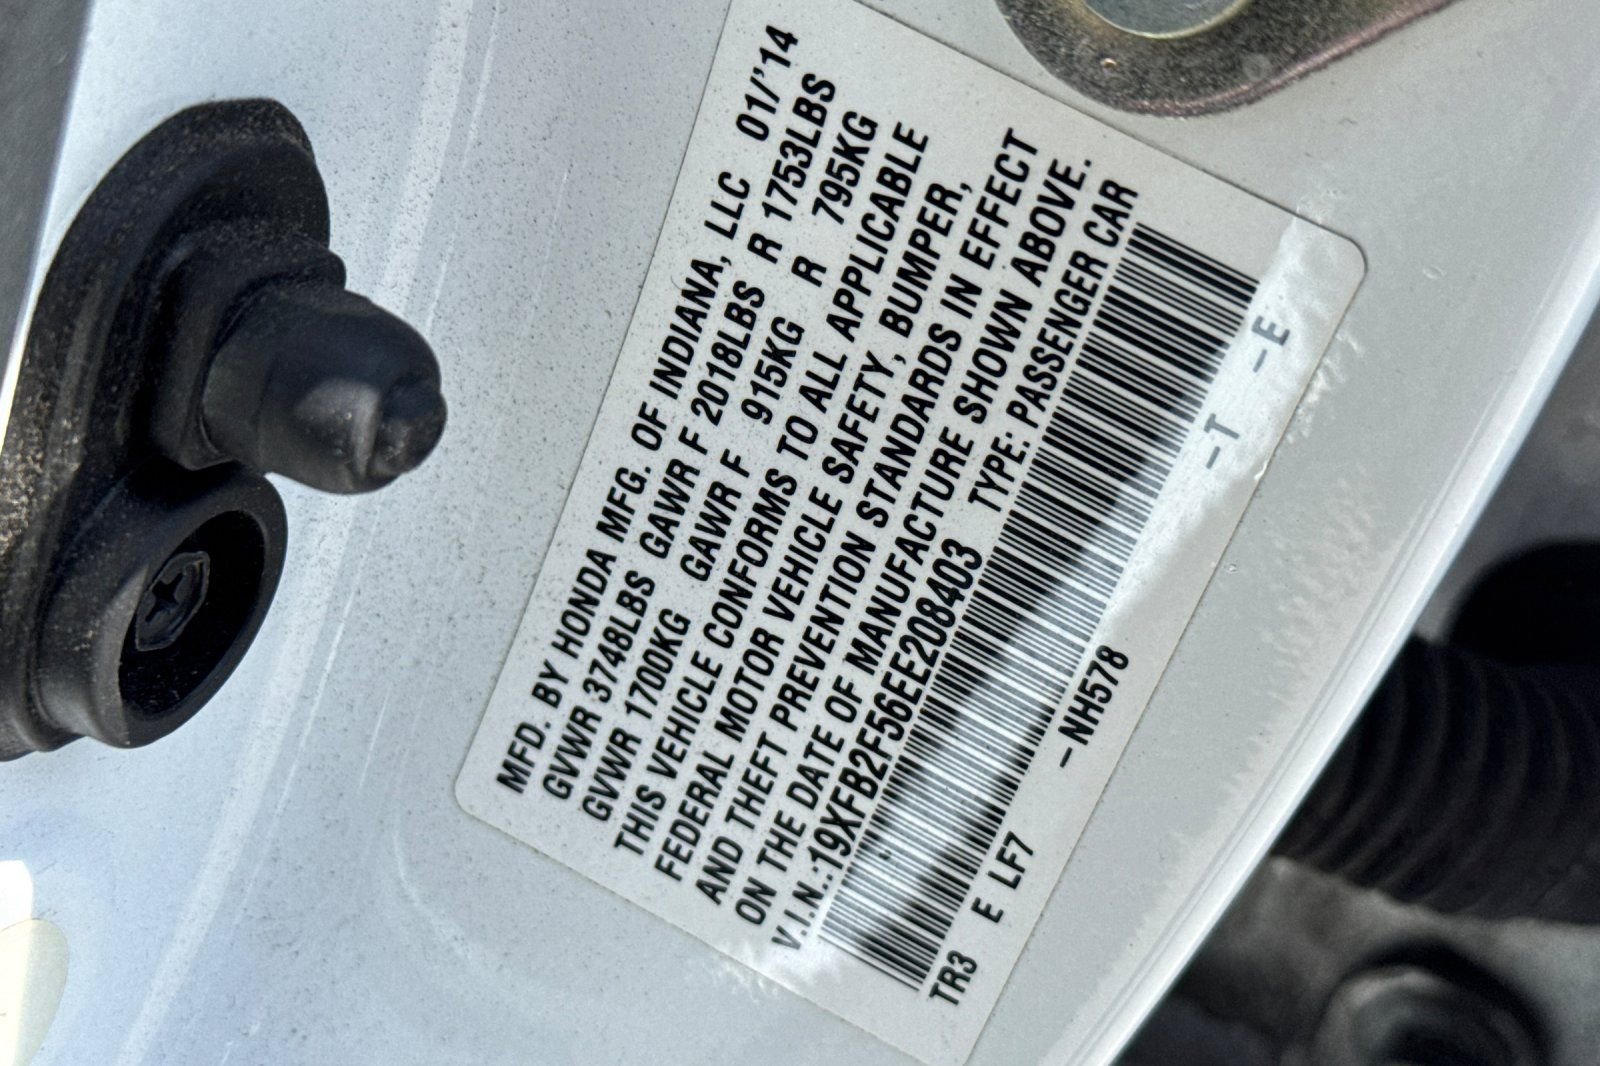 MFD. BY HONDA MFG. OF INDIANA, LLC 01/'14
GVWR 3748LBS GAWR F 2018LBS R 1753LBS
GVWR 1700KG GAWR F 915KG R 795KG
THIS VEHICLE CONFORMS TO ALL APPLICABLE
FEDERAL MOTOR VEHICLE SAFETY, BUMPER,
AND THEFT PREVENTION STANDARDS IN EFFECT
ON THE DATE OF MANUFACTURE SHOWN ABOVE.
V.I.N.:19XFB2F56EE208403 TYPE: PASSENGER CAR
TR3 E LF7 -NH578 -T -E